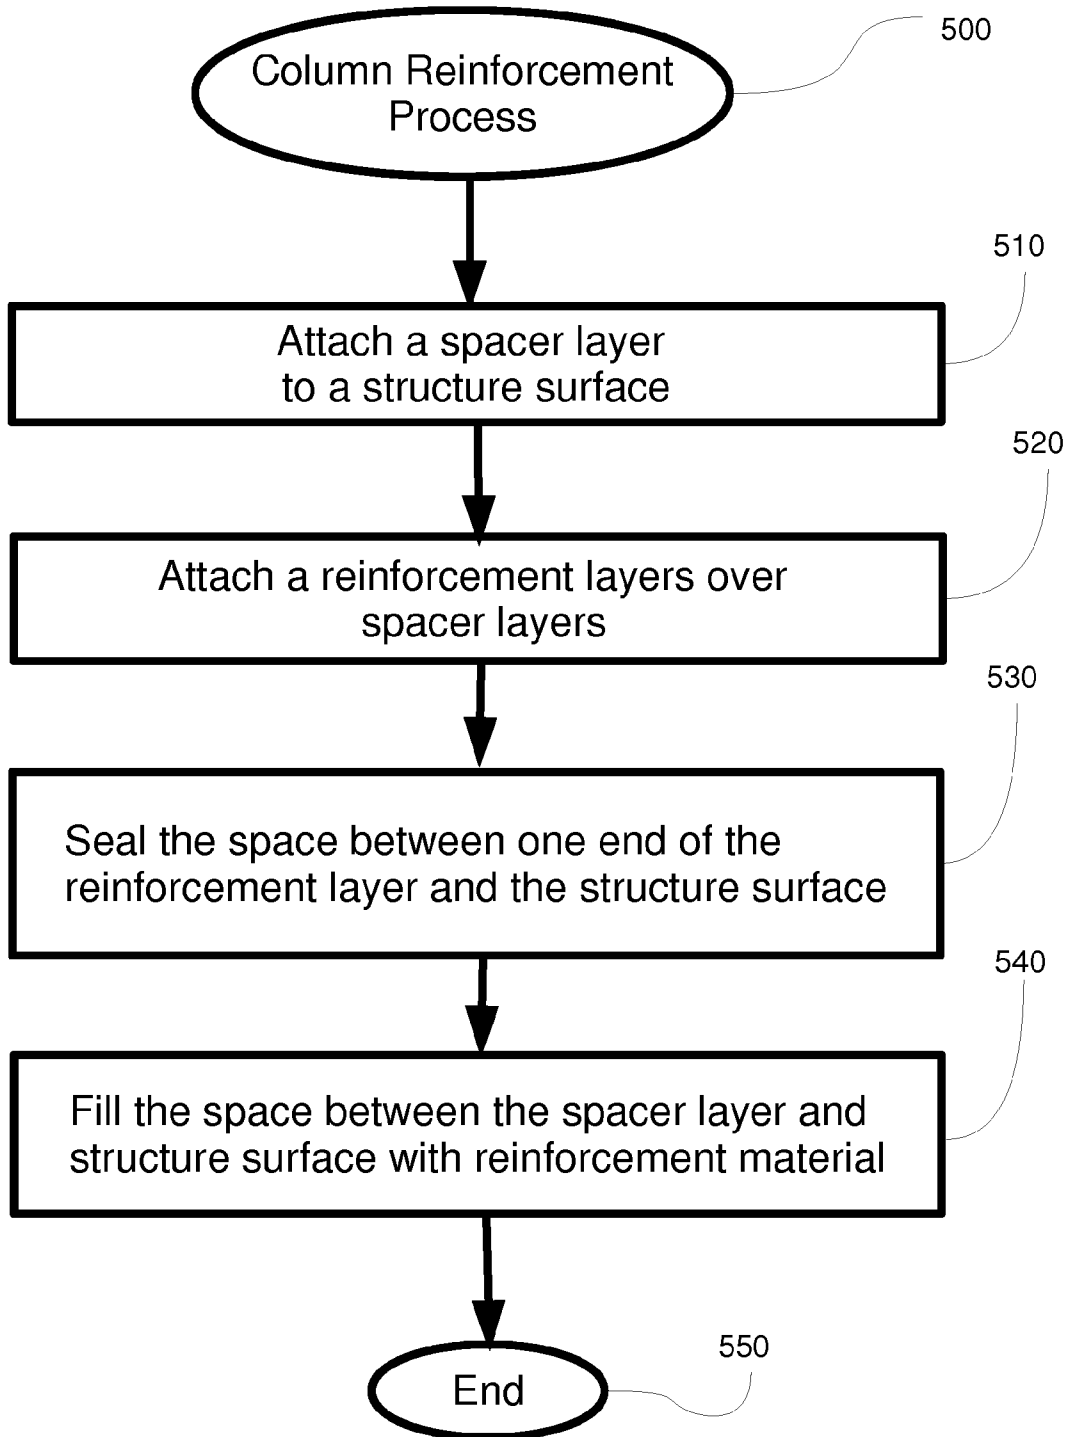 Column Reinforcement
Process
500
510
Attach a spacer layer
to a structure surface
520
Attach a reinforcement layers over
spacer layers
530
Seal the space between one end of the
reinforcement layer and the structure surface
540
Fill the space between the spacer layer and
structure surface with reinforcement material
550
End